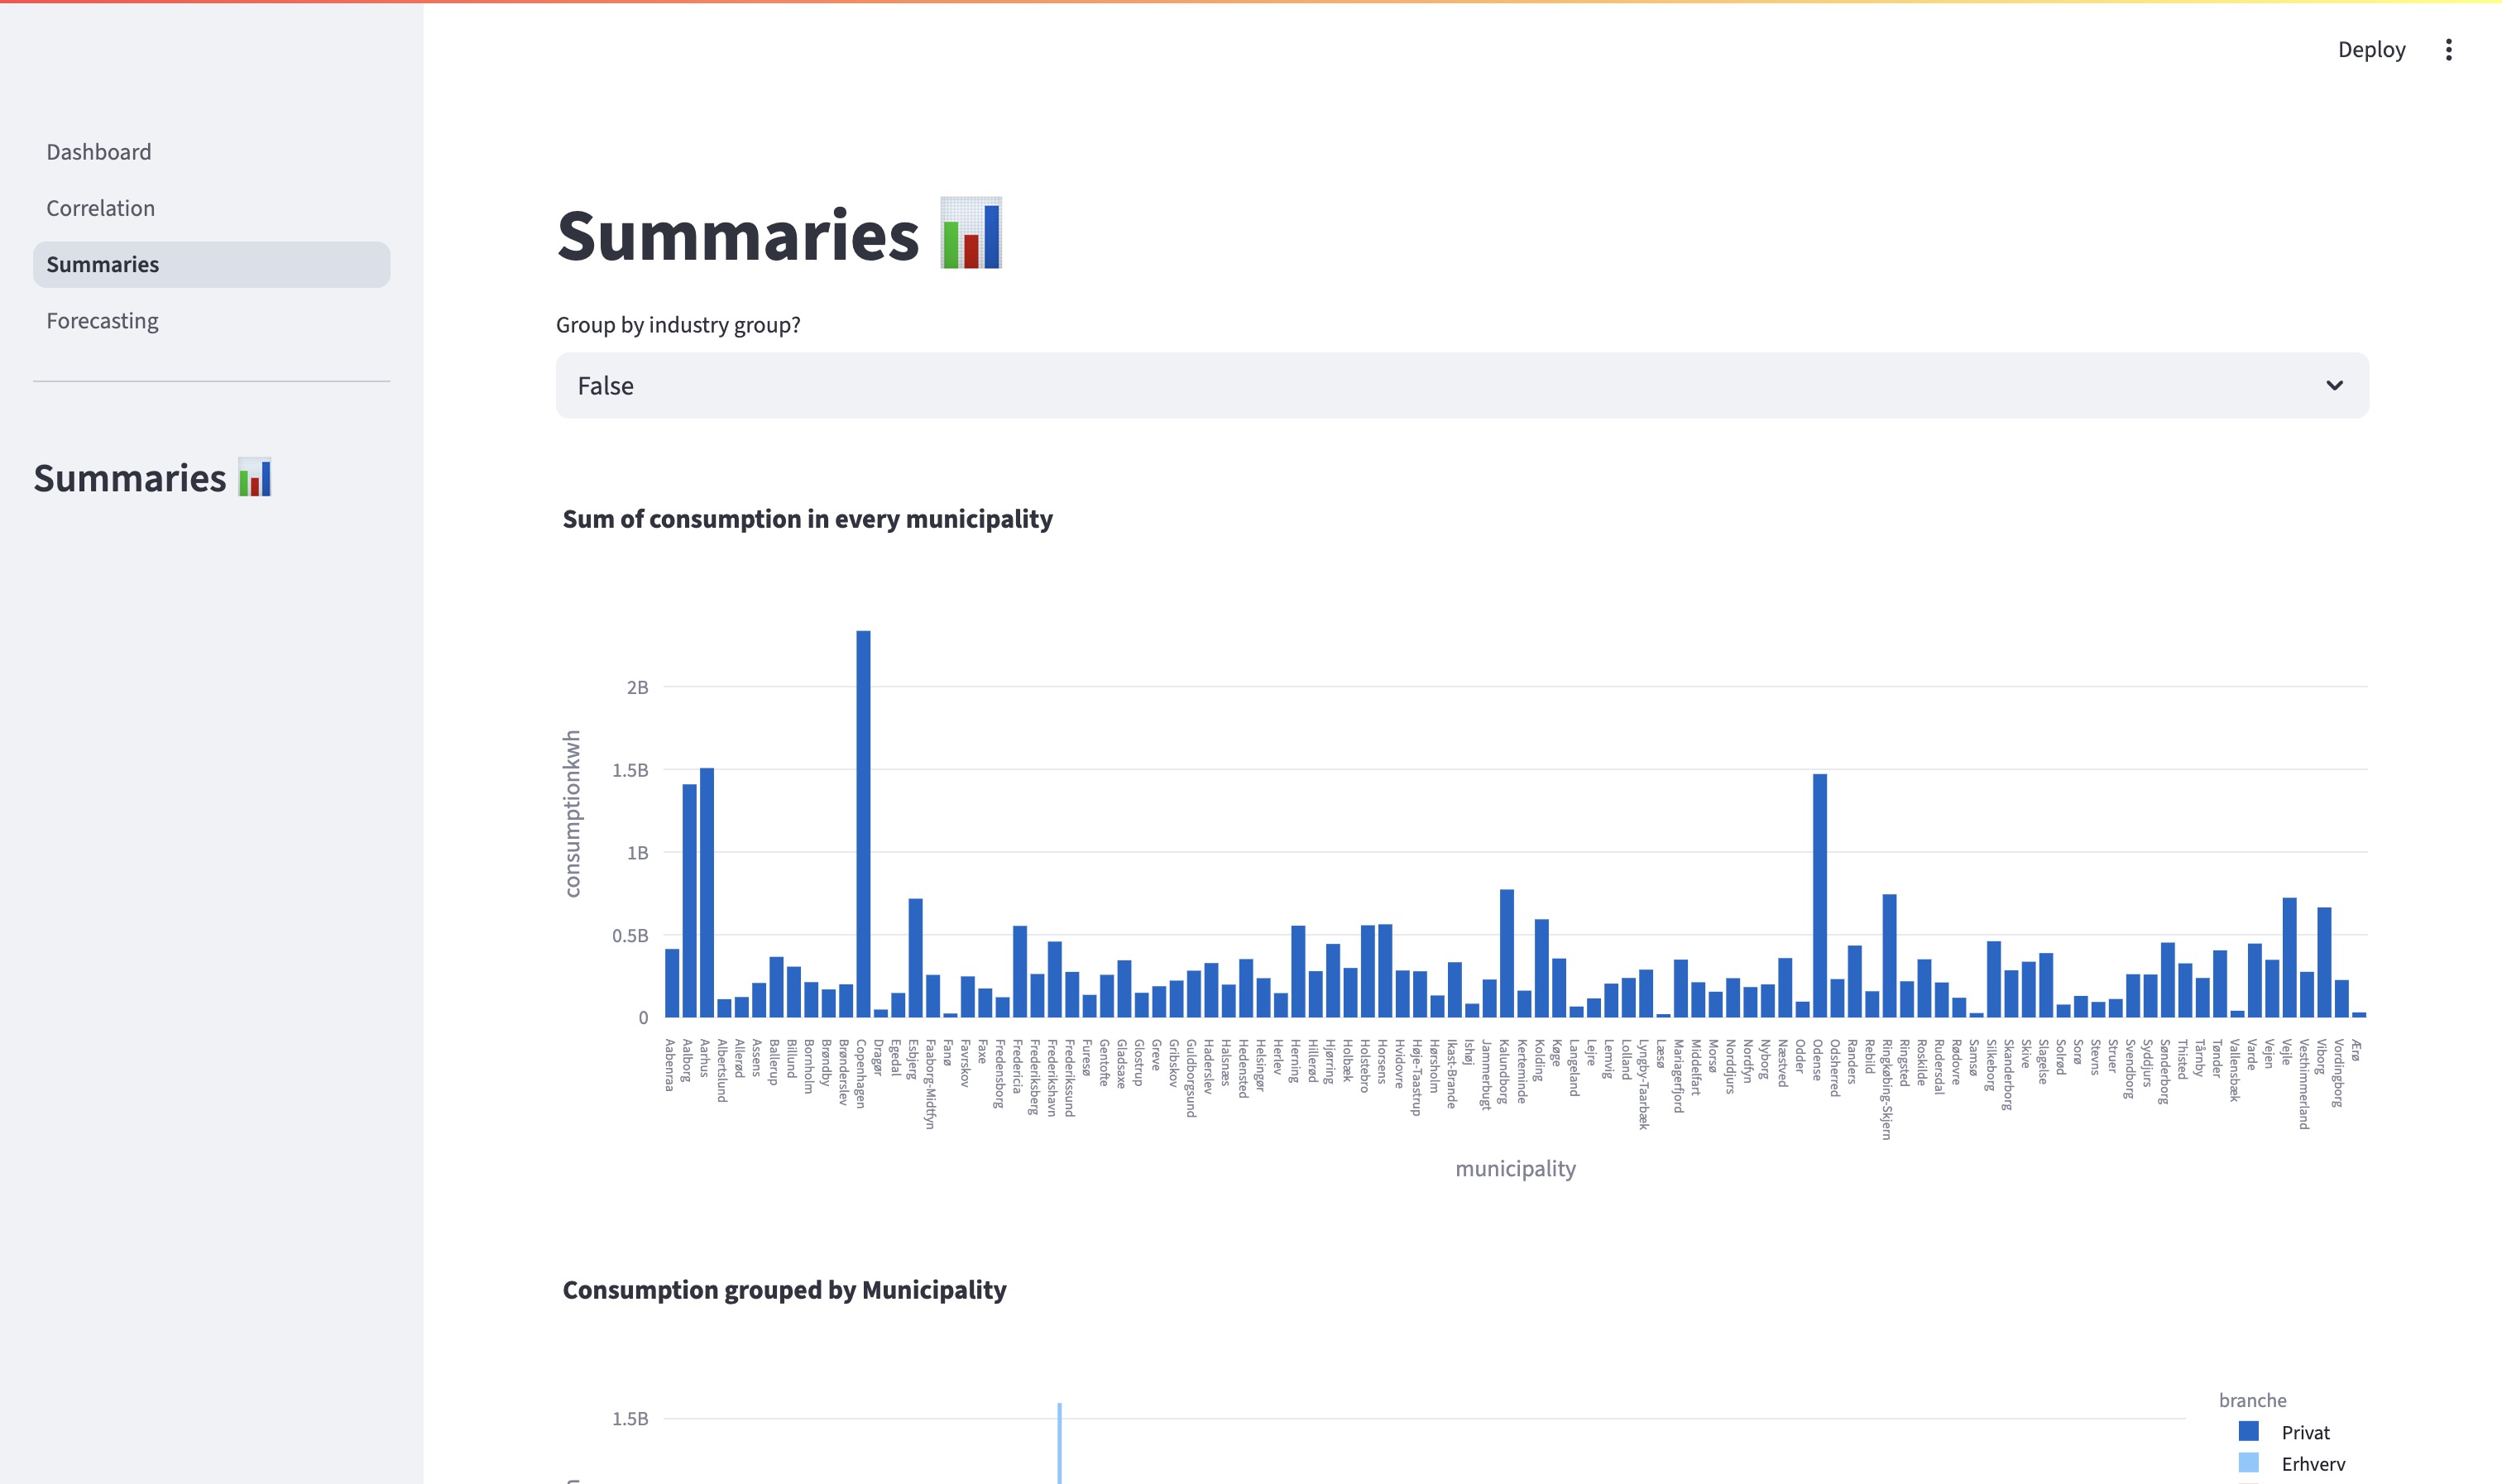 Deploy
Dashboard
Correlation
Summaries
Forecasting
Summaries
Summaries
Group by industry group?
False
Sum of consumption in every municipality
consumptionkwh
2B
1.5B
1B
0.5B
0
Aabenraa
Aalborg
Aarhus
Albertslund
Allerød
Assens
Ballerup
Billund
Bornholm
Brøndby
Brønderslev
Copenhagen
Dragør
Egedal
Esbjerg
Faaborg-Midtfyn
Fanø
Favrskov
Faxe
Fredensborg
Fredericia
Frederiksberg
Frederikshavn
Frederikssund
Furesø
Gentofte
Gladsaxe
Glostrup
Greve
Gribskov
Guldborgsund
Haderslev
Halsnæs
Hedensted
Helsingør
Herlev
Herning
Hillerød
Hjørring
Holbæk
Holstebro
Horsens
Hvidovre
Høje-Taastrup
Hørsholm
Ikast-Brande
Ishøj
Jammerbugt
Kalundborg
Kerteminde
Kolding
Køge
Langeland
Lejre
Lemvig
Lolland
Lyngby-Taarbæk
Læsø
Mariagerfjord
Middelfart
Morsø
Norddjurs
Nordfyn
Nyborg
Næstved
Odder
Odense
Odsherred
Randers
Rebild
Ringkøbing-Skjern
Ringsted
Roskilde
Rudersdal
Rødovre
Samsø
Silkeborg
Skanderborg
Skive
Slagelse
Solrød
Sorø
Stevns
Struer
Svendborg
Syddjurs
Sønderborg
Thisted
Tårnby
Tønder
Vallensbæk
Varde
Vejen
Vejle
Vesthimmerland
Viborg
Vordingborg
Ærø
municipality
Consumption grouped by Municipality
1.5B
branche
Privat
Erhverv